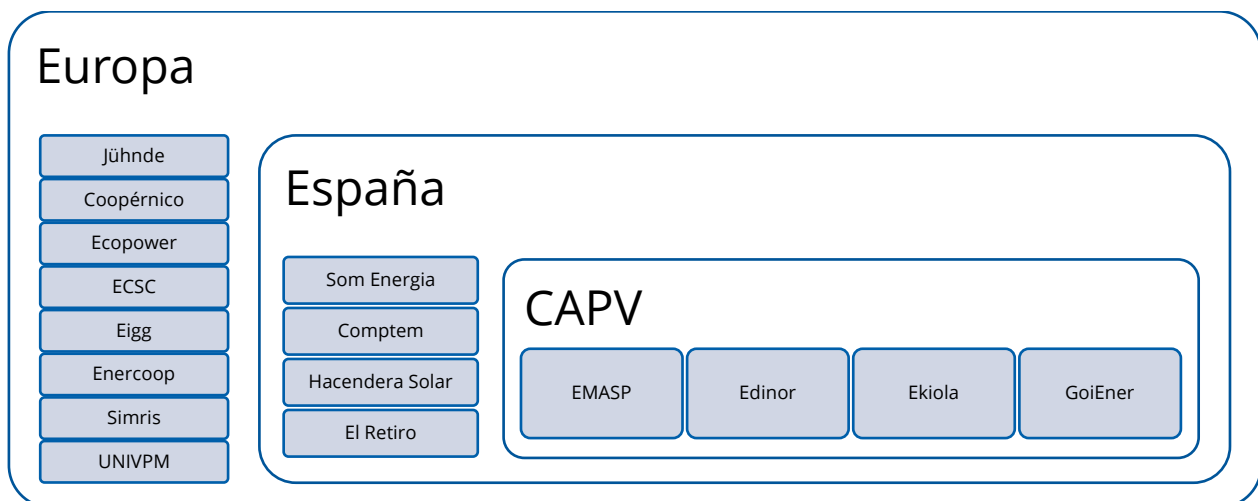 Europa
Jühnde
Coopérnico
Ecopower
ECSC
Eigg
Enercoop
Simris
UNIVPM
España
Som Energia
Comptem
Hacendera Solar
El Retiro
CAPV
EMASP
Edinor
Ekiola
GoiEner